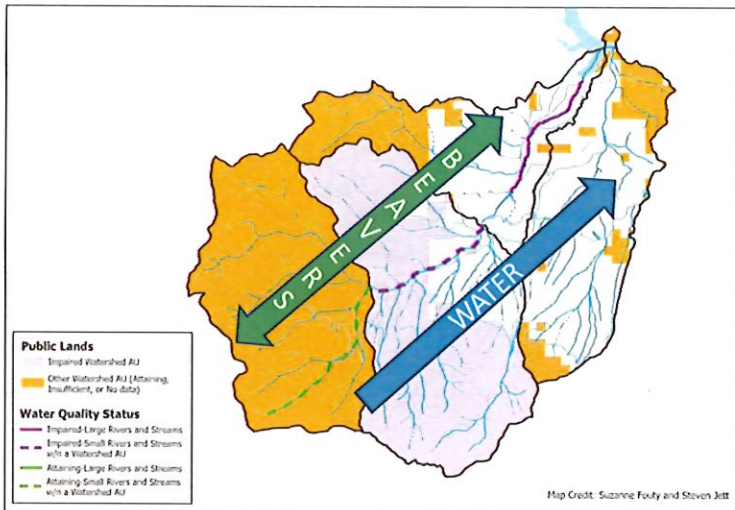 BEAVERS
WATER
Public Lands
Impaired Watershed AU
Other Watershed AU (Attaining,
Insufficient, or No data)
Water Quality Status
Impaired-Large Rivers and Streams
Impaired-Small Rivers and Streams
w/n a Watershed AU
Attaining-Large Rivers and Streams
Attaining-Small Rivers and Streams
w/n a Watershed AU
Map Credit: Suzanne Fouty and Steven Jett